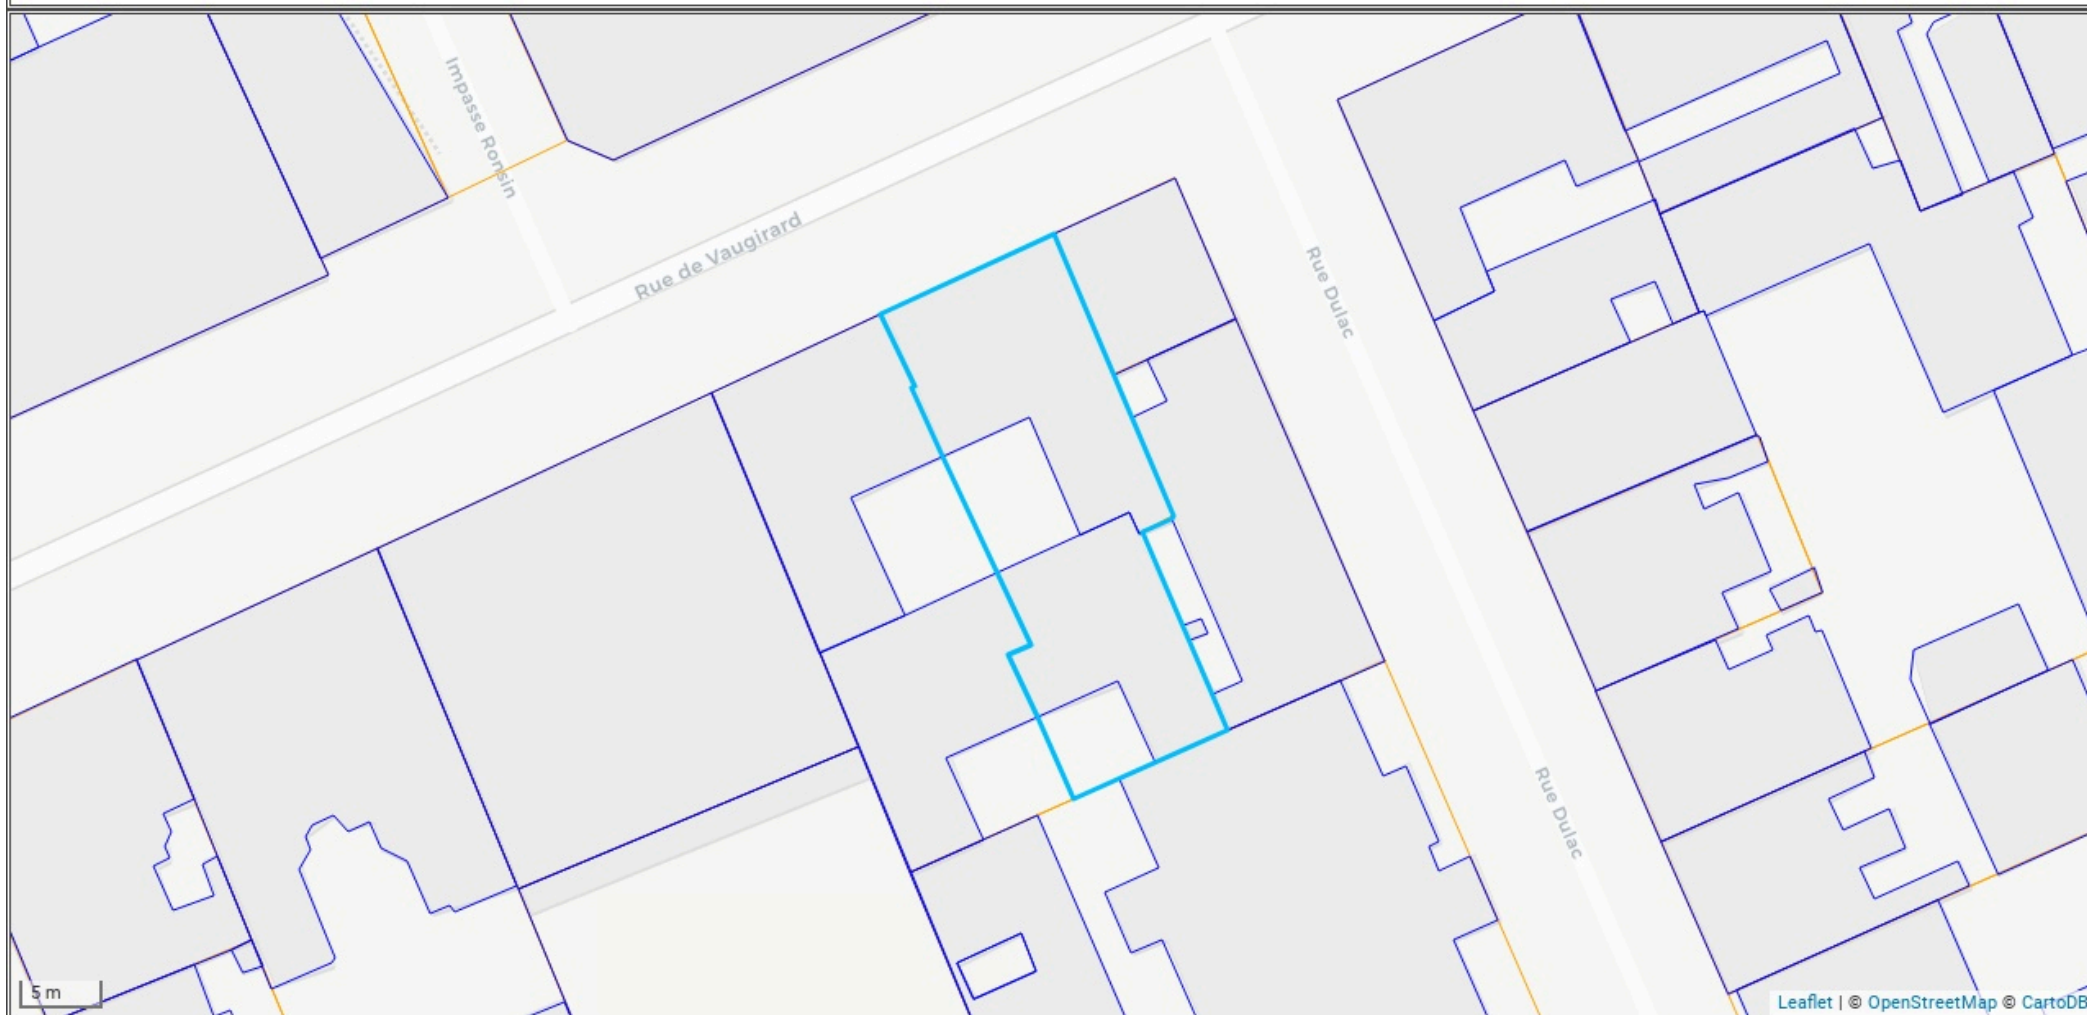 Impasse Ronsin
Rue de Vaugirard
Rue Dulac
Rue Dulac
5 m
Leaflet | © OpenStreetMap © CartoDB